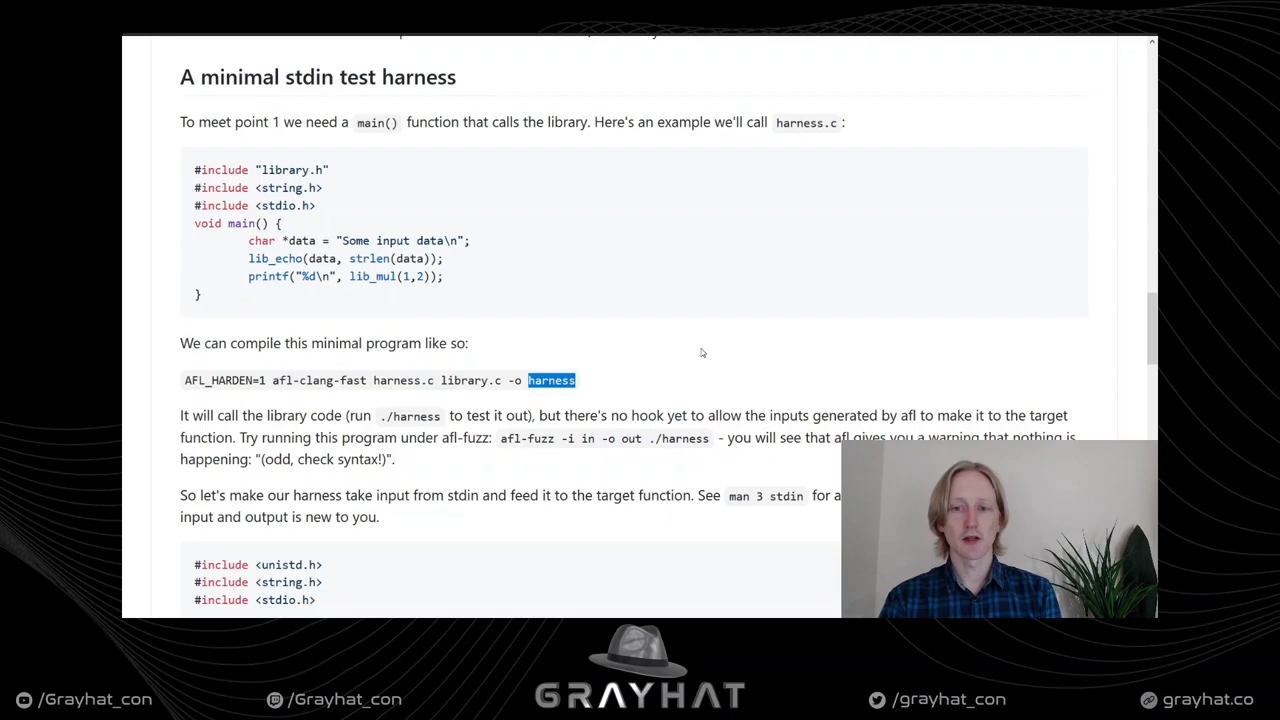 A minimal stdin test harness
To meet point 1 we need a main() function that calls the library. Here's an example we'll call harness.c :
#include "library.h"
#include <string.h>
#include <stdio.h>
void main() {
char *data = "Some input data\n";
lib_echo(data, strlen(data));
printf("%d\n", lib_mul(1,2));
}
We can compile this minimal program like so:
AFL_HARDEN=1 afl-clang-fast harness.c library.c -o harness
It will call the library code (run ./harness to test it out), but there's no hook yet to allow the inputs generated by afl to make it to the target
function. Try running this program under afl-fuzz: afl-fuzz -i in -o out ./harness - you will see that afl gives you a warning that nothing is
happening: "(odd, check syntax!)".
So let's make our harness take input from stdin and feed it to the target function. See man 3 stdin for a
input and output is new to you.
#include <unistd.h>
#include <string.h>
#include <stdio.h>
GRAYHAT
/Grayhat_con
/Grayhat_con
/grayhat_con
grayhat.co